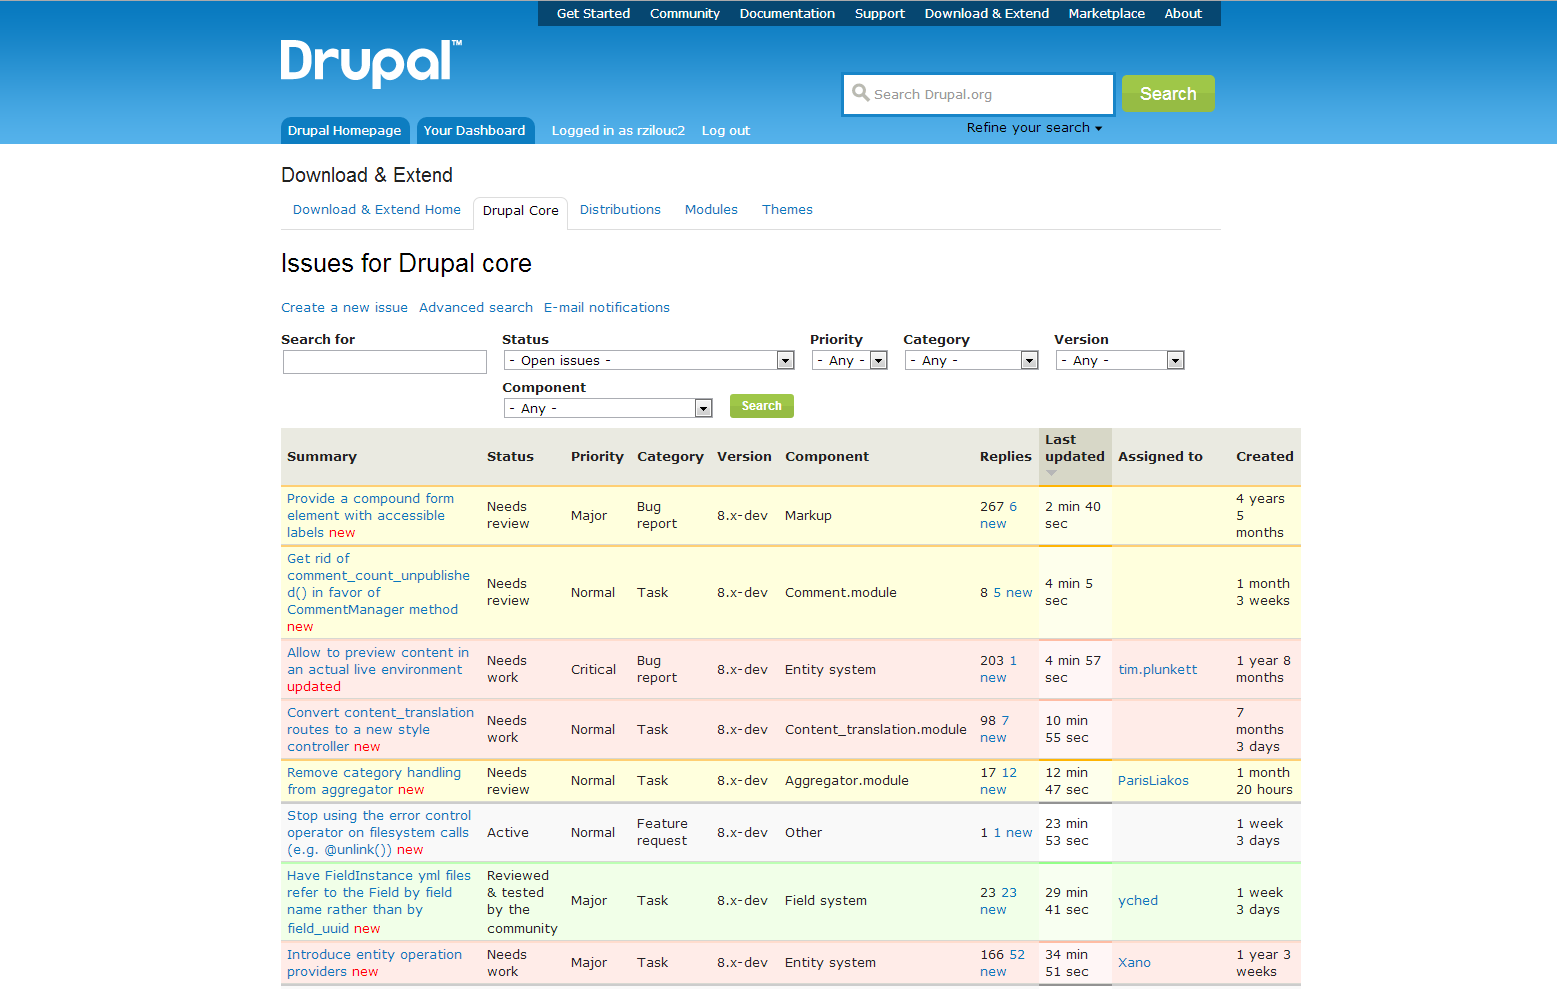 Get Started Community Documentation Support Download & Extend Marketplace About
Drupal™
Search Drupal.org Search
Refine your search
Drupal Homepage Your Dashboard Logged in as rzilouc2 Log out
Download & Extend
Download & Extend Home Drupal Core Distributions Modules Themes
Issues for Drupal core
Create a new issue Advanced search E-mail notifications
Search for Status Priority Category Version
- Open issues - - Any - - Any - - Any -
Component
- Any - Search
Summary Status Priority Category Version Component Replies Last updated Assigned to Created
Provide a compound form element with accessible labels new Needs review Major Bug report 8.x-dev Markup 267 6 new 2 min 40 sec 4 years 5 months
Get rid of comment_count_unpublished() in favor of CommentManager method new Needs review Normal Task 8.x-dev Comment.module 8 5 new 4 min 5 sec 1 month 3 weeks
Allow to preview content in an actual live environment updated Needs work Critical Bug report 8.x-dev Entity system 203 1 new 4 min 57 sec tim.plunkett 1 year 8 months
Convert content_translation routes to a new style controller new Needs work Normal Task 8.x-dev Content_translation.module 98 7 new 10 min 55 sec 7 months 3 days
Remove category handling from aggregator new Needs review Normal Task 8.x-dev Aggregator.module 17 12 new 12 min 47 sec ParisLiakos 1 month 20 hours
Stop using the error control operator on filesystem calls (e.g. @unlink()) new Active Normal Feature request 8.x-dev Other 1 1 new 23 min 53 sec 1 week 3 days
Have FieldInstance yml files refer to the Field by field name rather than by field_uuid new Reviewed & tested by the community Major Task 8.x-dev Field system 23 23 new 29 min 41 sec yched 1 week 3 days
Introduce entity operation providers new Needs work Major Task 8.x-dev Entity system 166 52 new 34 min 51 sec Xano 1 year 3 weeks